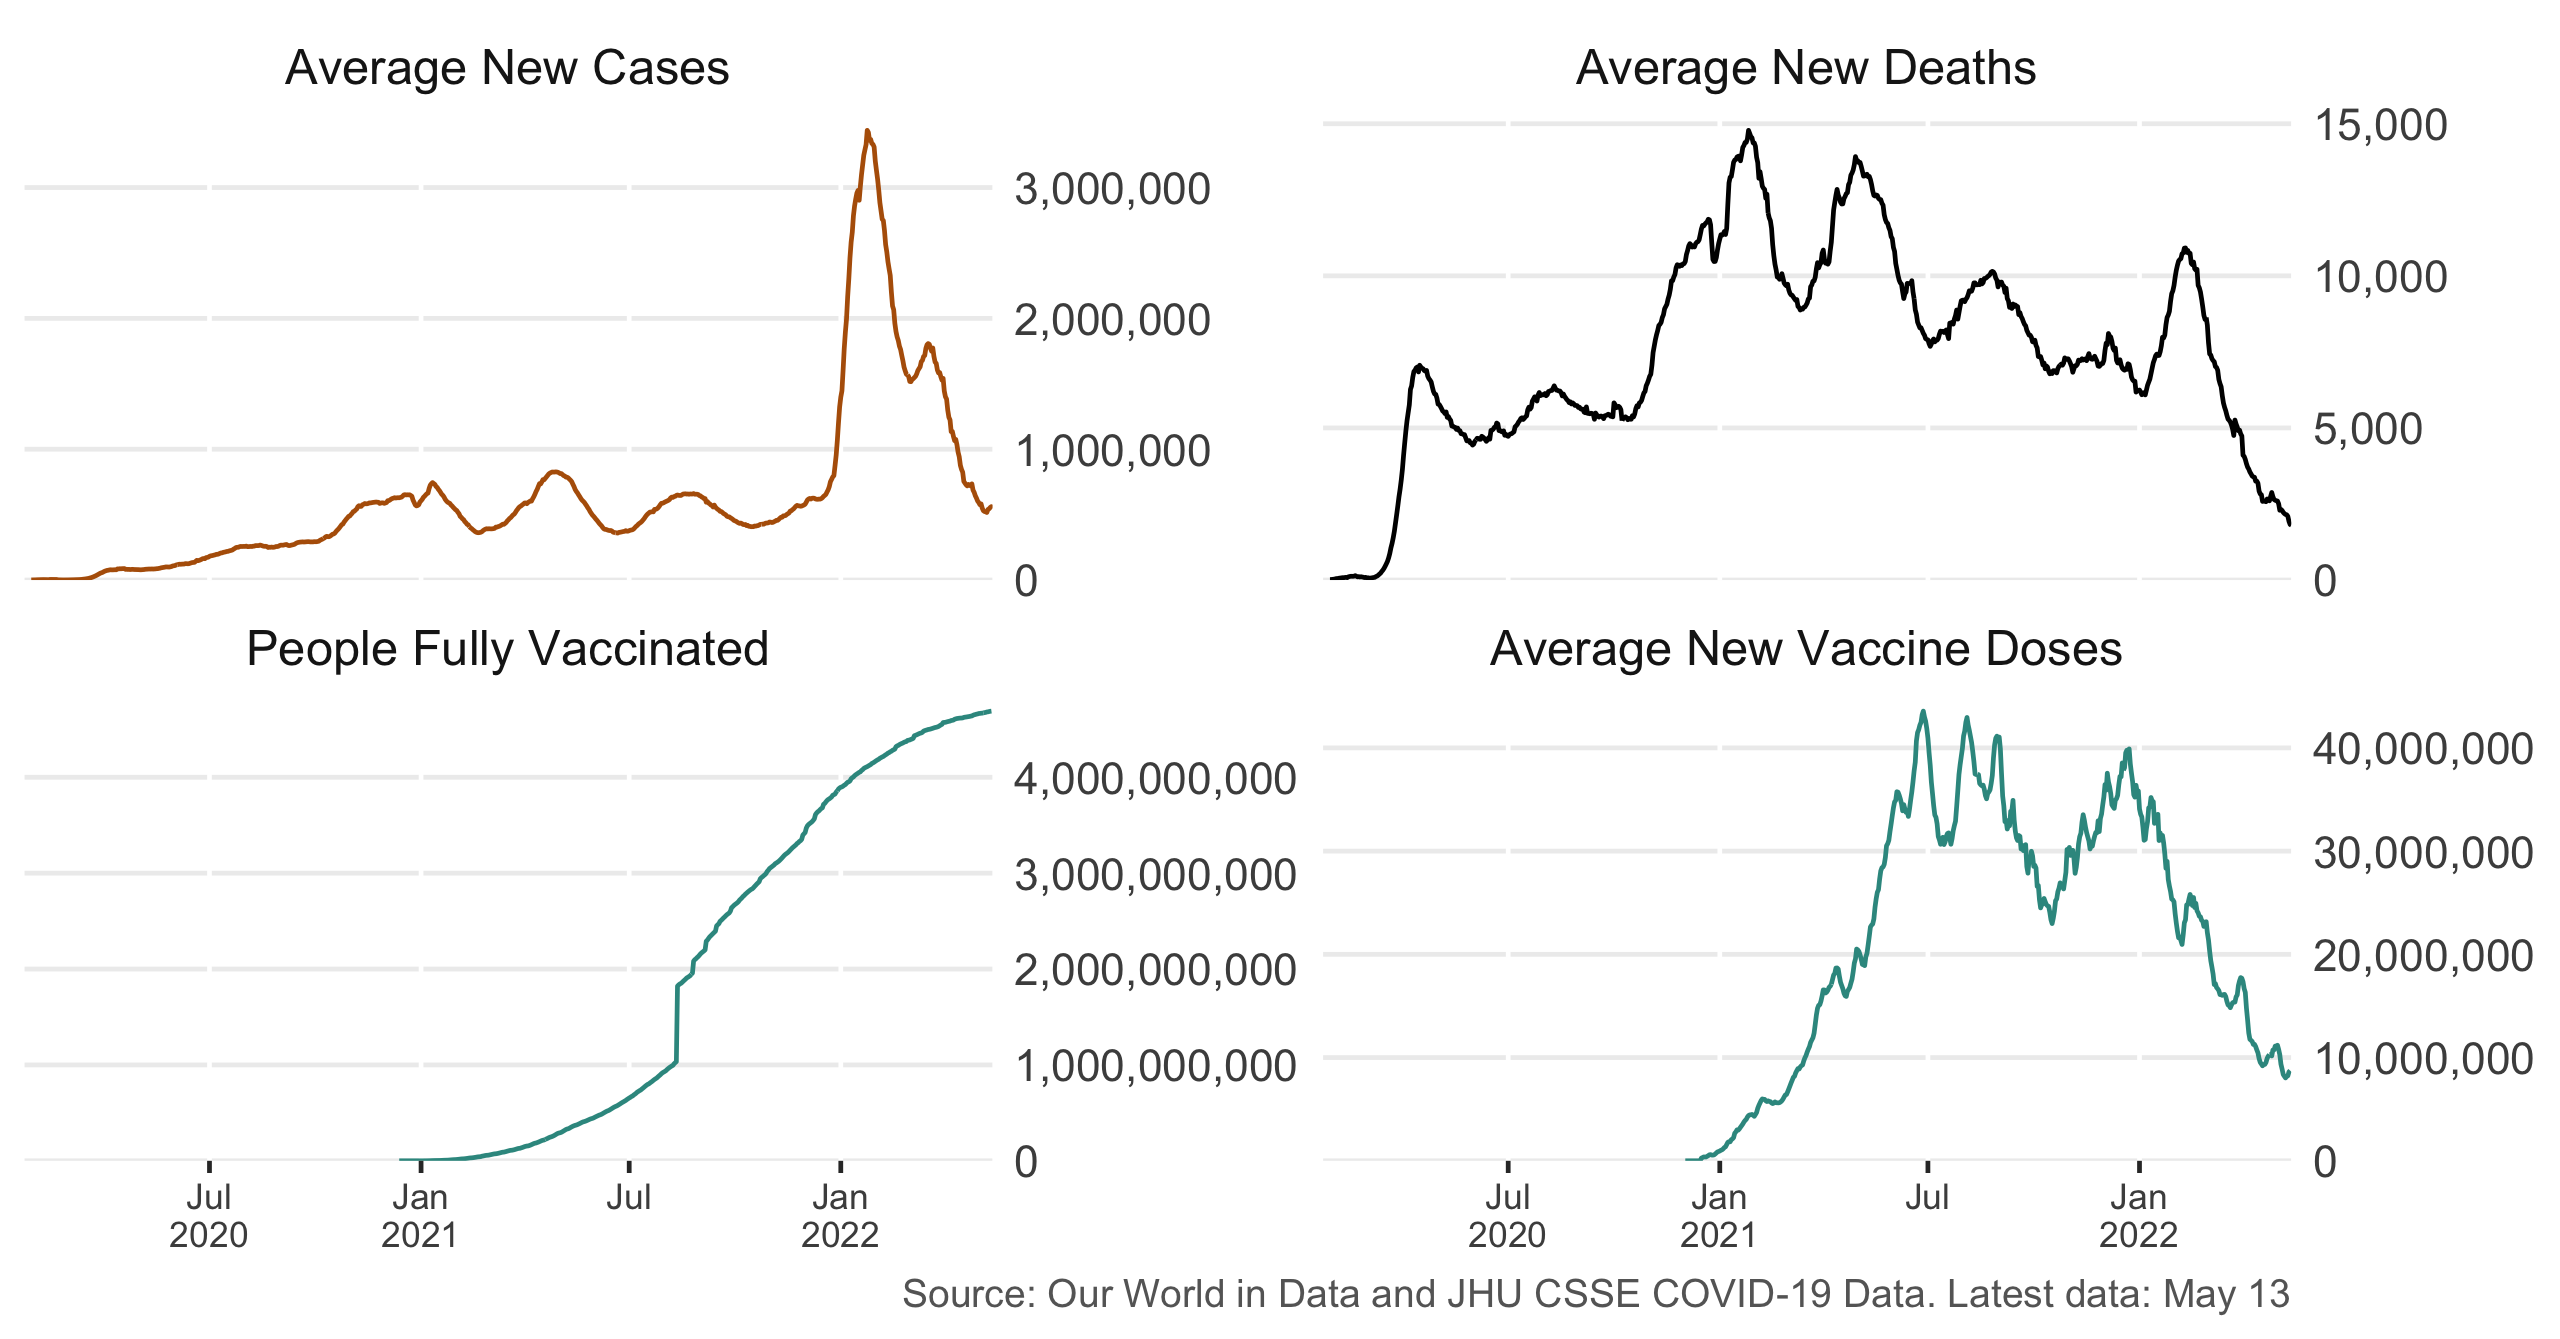 Average New Cases
3,000,000
2,000,000
1,000,000
0
Average New Deaths
15,000
10,000
5,000
0
People Fully Vaccinated
4,000,000,000
3,000,000,000
2,000,000,000
1,000,000,000
0
Jul
2020
Jan
2021
Jul
Jan
2022
Average New Vaccine Doses
40,000,000
30,000,000
20,000,000
10,000,000
0
Jul
2020
Jan
2021
Jul
Jan
2022
Source: Our World in Data and JHU CSSE COVID-19 Data. Latest data: May 13